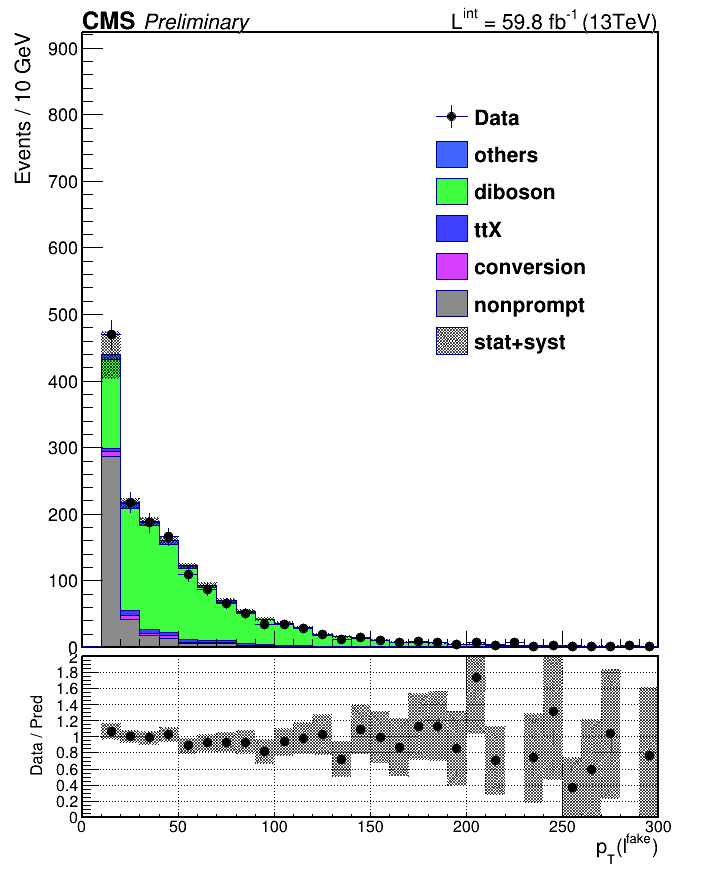 CMS Preliminary L^int = 59.8 fb^-1 (13TeV)
Events / 10 GeV
900
800
700
600
500
400
300
200
100
0
Data
others
diboson
ttX
conversion
nonprompt
stat+syst
Data / Pred
2
1.8
1.6
1.4
1.2
1
0.8
0.6
0.4
0.2
0
0 50 100 150 200 250 300
p_T(l^fake)